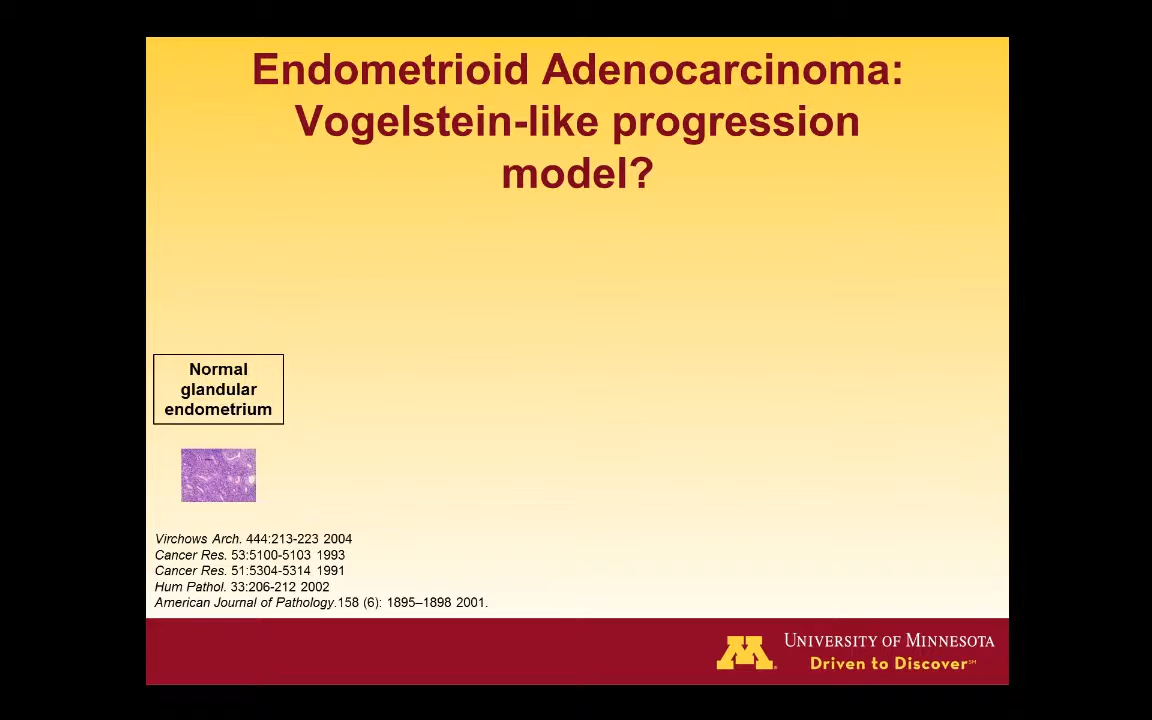 Endometrioid Adenocarcinoma:
Vogelstein-like progression
model?
Normal
glandular
endometrium
Virchows Arch. 444:213-223 2004
Cancer Res. 53:5100-5103 1993
Cancer Res. 51:5304-5314 1991
Hum Pathol. 33:206-212 2002
American Journal of Pathology.158 (6): 1895–1898 2001.
M
UNIVERSITY OF MINNESOTA
Driven to Discover℠